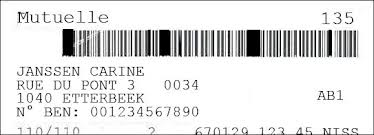 Mutuelle 135
JANSSEN CARINE
RUE DU PONT 3 0034
1040 ETTERBEEK AB1
N° BEN: 001234567890
110/110 2 670129 123 45 NISS